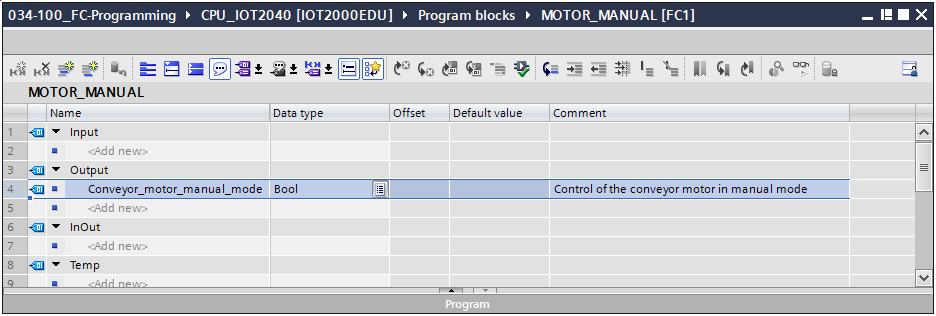 034-100_FC-Programming ▸ CPU_IOT2040 [IOT2000EDU] ▸ Program blocks ▸ MOTOR_MANUAL [FC1]
MOTOR_MANUAL
Name Data type Offset Default value Comment
1 Input
2 <Add new>
3 Output
4 Conveyor_motor_manual_mode Bool Control of the conveyor motor in manual mode
5 <Add new>
6 InOut
7 <Add new>
8 Temp
9 <Add new>
Program